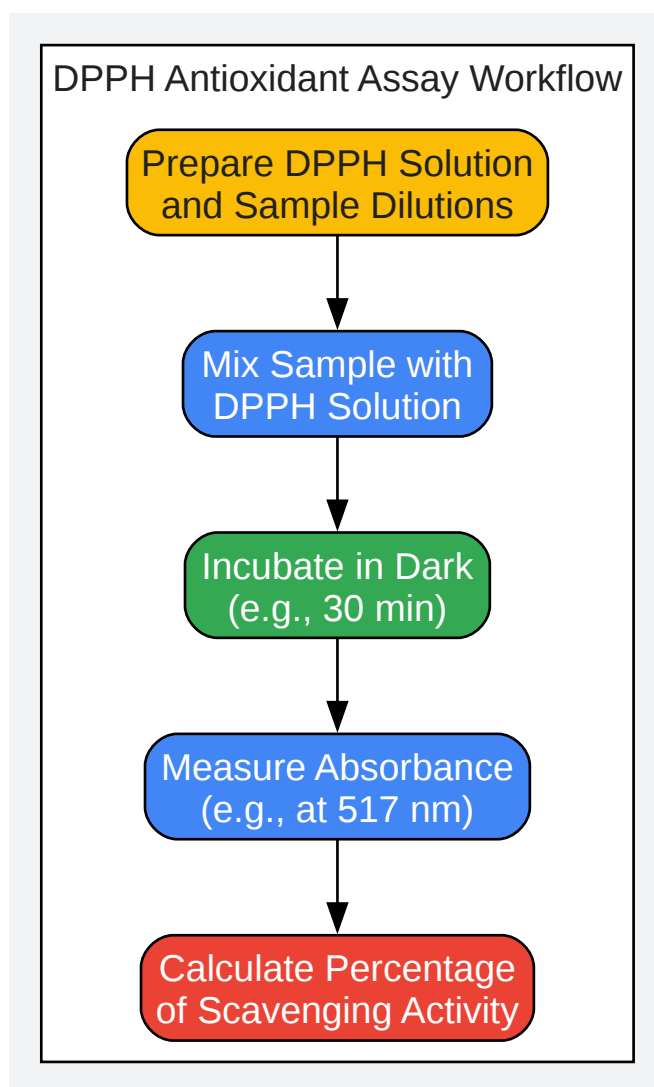 DPPH Antioxidant Assay Workflow
Prepare DPPH Solution
and Sample Dilutions
Mix Sample with
DPPH Solution
Incubate in Dark
(e.g., 30 min)
Measure Absorbance
(e.g., at 517 nm)
Calculate Percentage
of Scavenging Activity